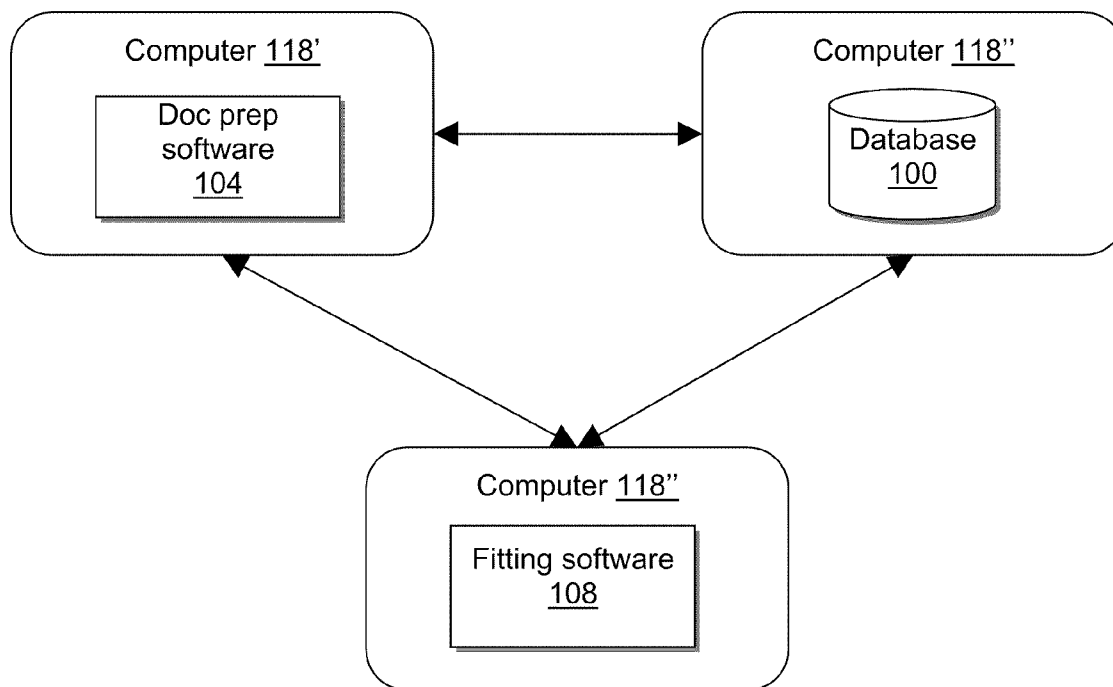 Computer 118’
Doc prep
software
104
Computer 118’’
Database
100
Computer 118’’
Fitting software
108